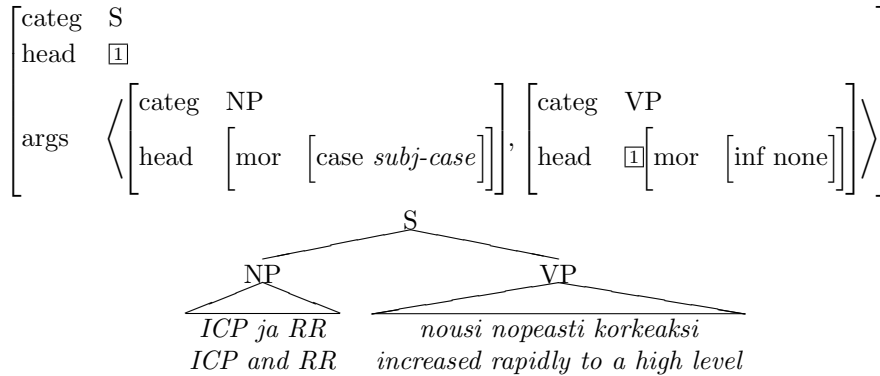 categ S
head 1
args ⟨ [categ NP
head [mor [case subj-case]]], [categ VP
head 1 [mor [inf none]]] ⟩
S
NP VP
ICP ja RR nousi nopeasti korkeaksi
ICP and RR increased rapidly to a high level